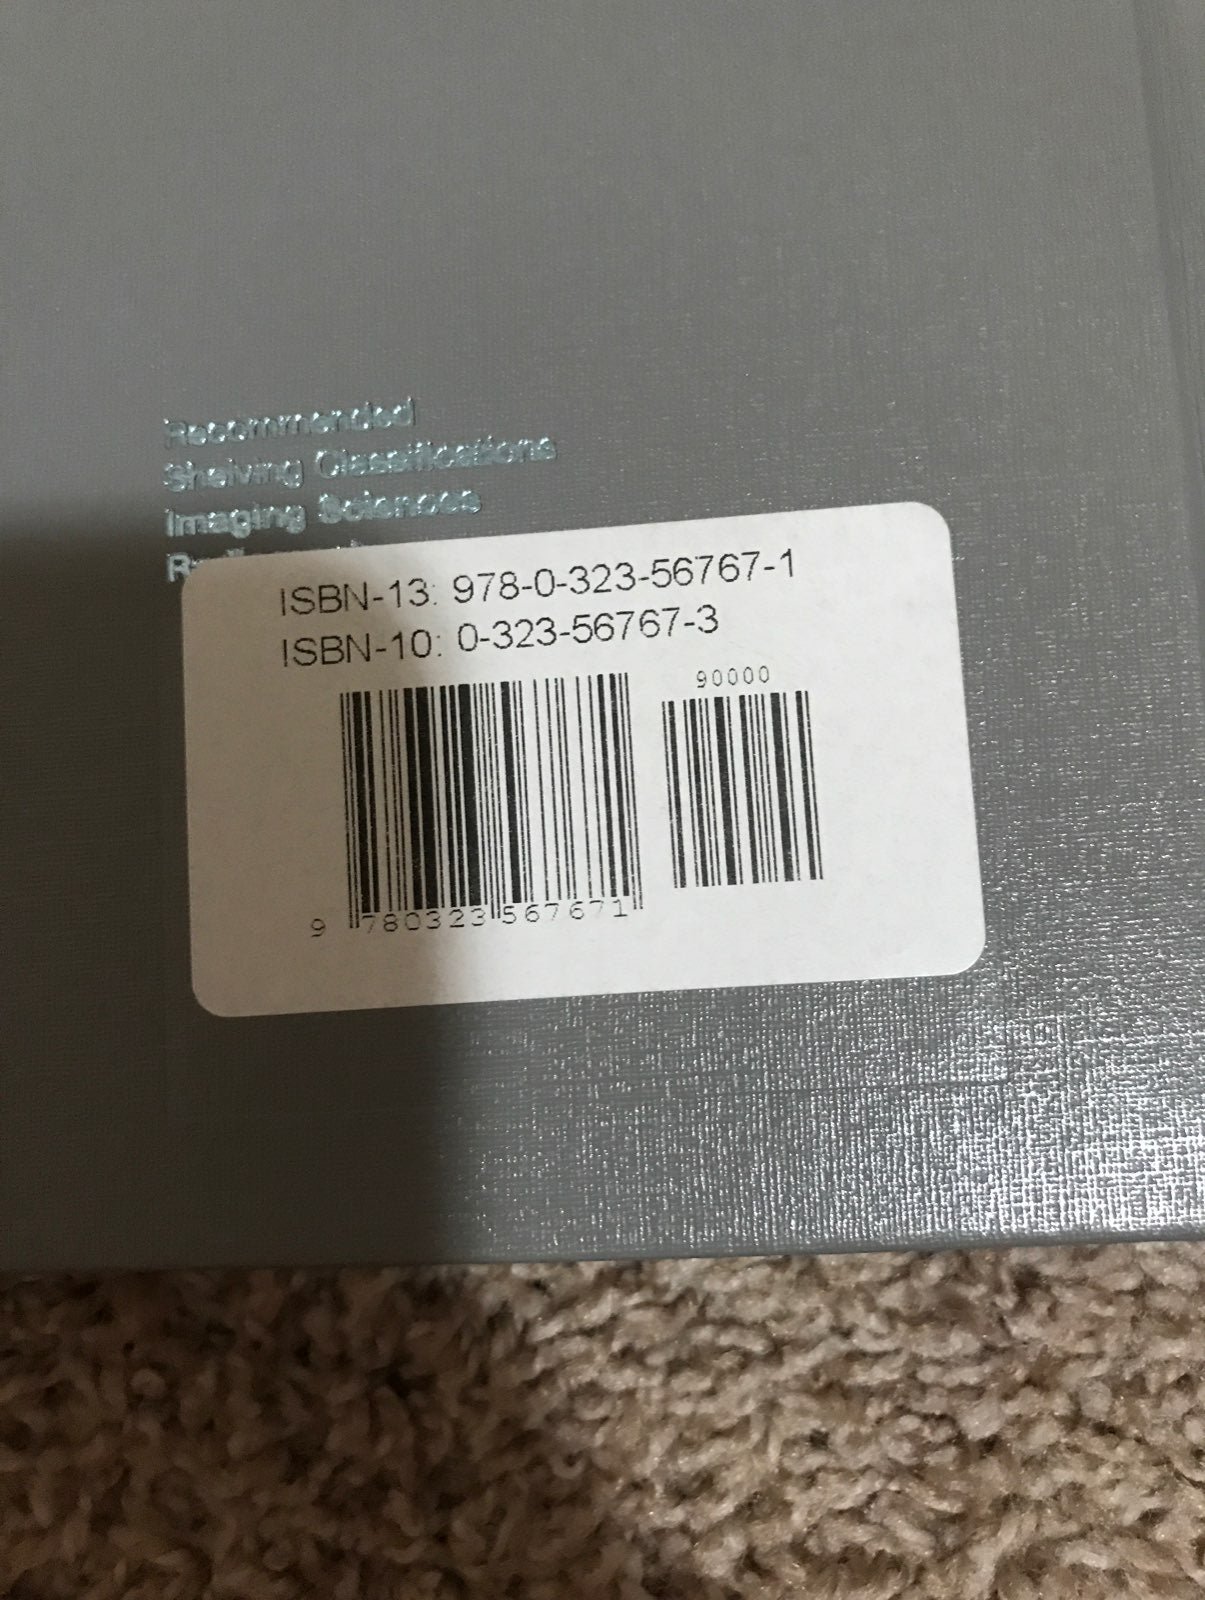 Recommended
Shelving Classifications
Imaging Sciences
ISBN-13: 978-0-323-56767-1
ISBN-10: 0-323-56767-3
90000
9 780323 567671